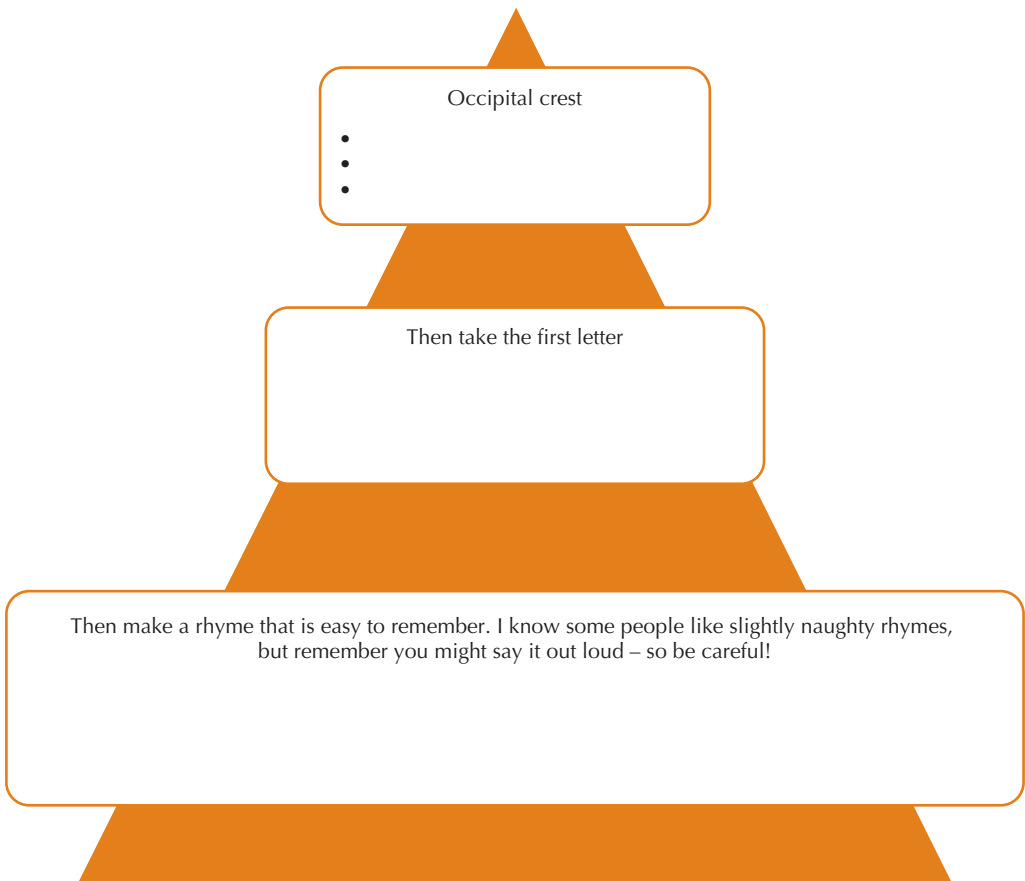 Occipital crest
•
•
•
Then take the first letter
Then make a rhyme that is easy to remember. I know some people like slightly naughty rhymes,
but remember you might say it out loud – so be careful!